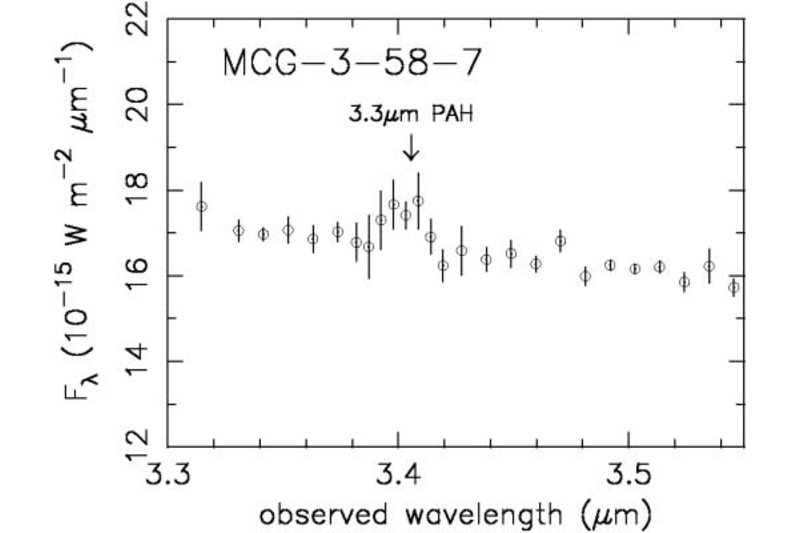 MCG-3-58-7
3.3μm PAH
F_λ (10^−15 W m^−2 μm^−1)
22
20
18
16
14
12
3.3
3.4
3.5
observed wavelength (μm)